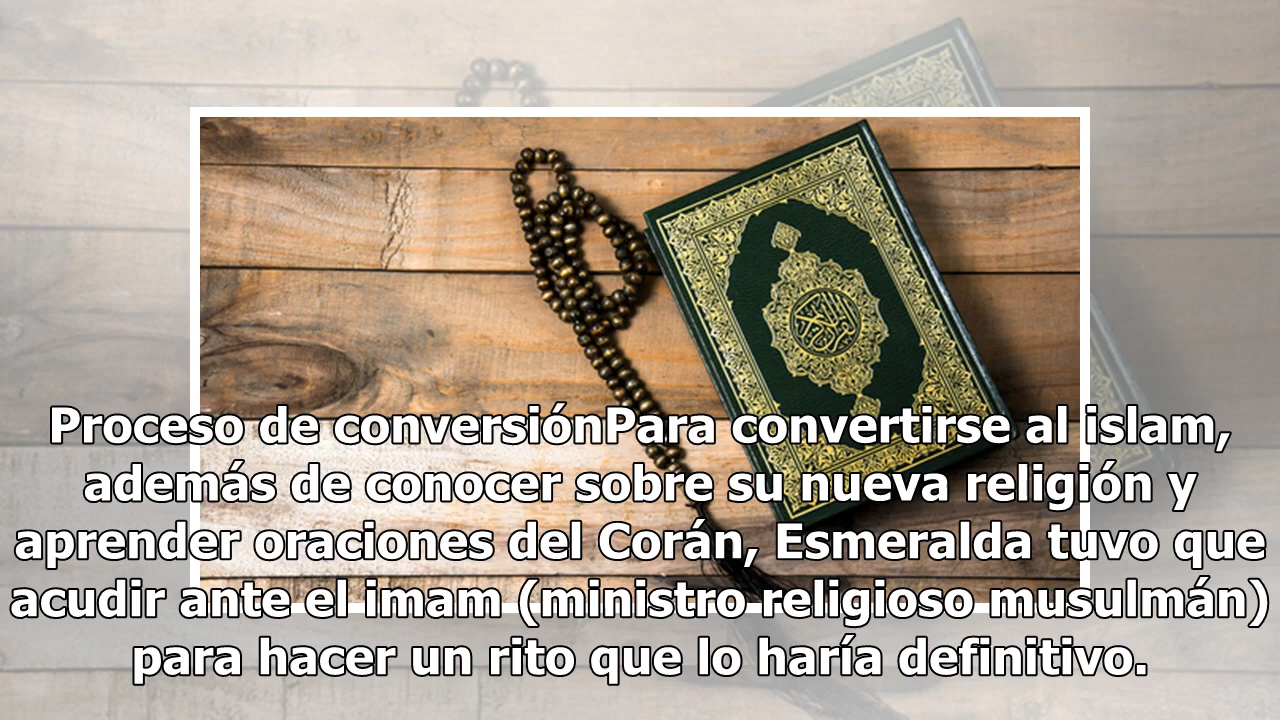 Proceso de conversiónPara convertirse al islam,
además de conocer sobre su nueva religión y
aprender oraciones del Corán, Esmeralda tuvo que
acudir ante el imam (ministro religioso musulmán)
para hacer un rito que lo haría definitivo.